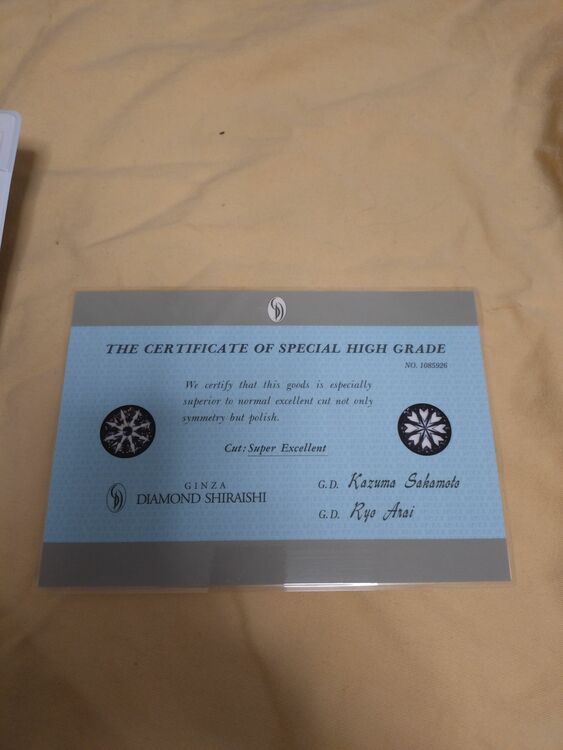 THE CERTIFICATE OF SPECIAL HIGH GRADE
NO. 1085926
We certify that this goods is especially
superior to normal excellent cut not only
symmetry but polish.
Cut: Super Excellent
GINZA
DIAMOND SHIRAISHI
G.D. Kazuma Sakamoto
G.D. Ryo Arai